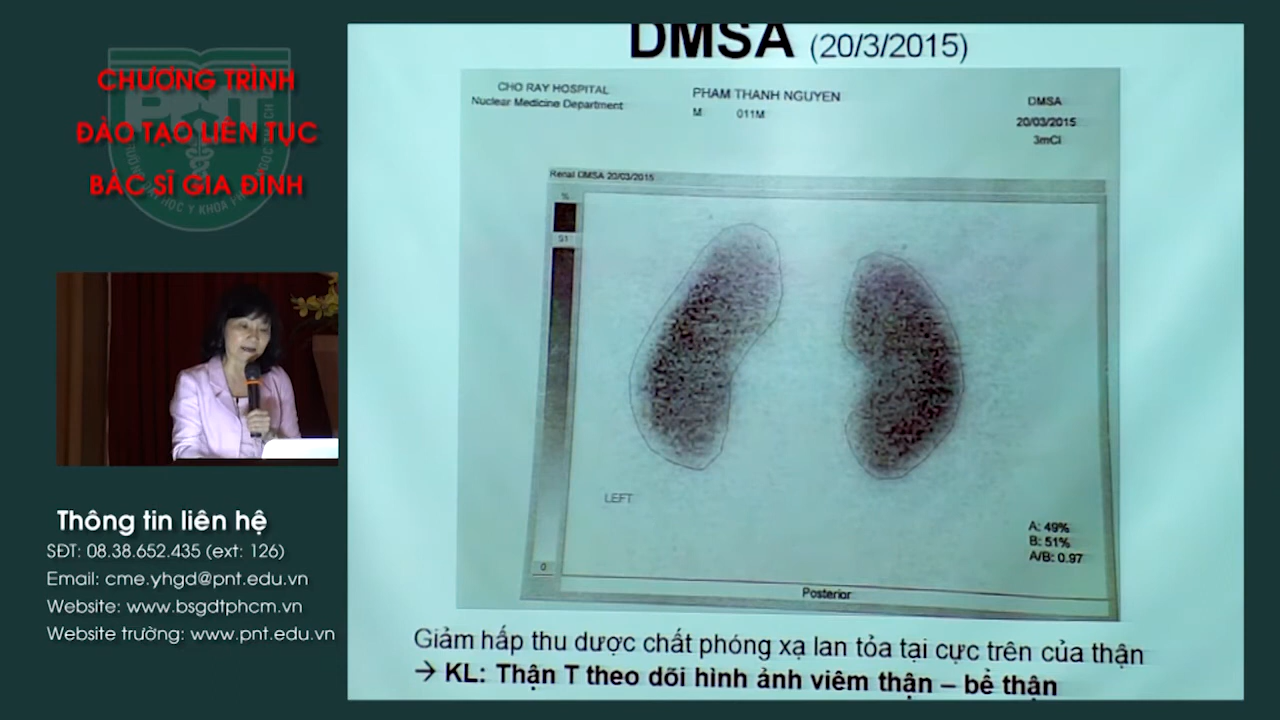 CHƯƠNG TRÌNH
ĐÀO TẠO LIÊN TỤC
BÁC SĨ GIA ĐÌNH
PNT
Thông tin liên hệ
SĐT: 08.38.652.435 (ext: 126)
Email: cme.yhgd@pnt.edu.vn
Website: www.bsgdtphcm.vn
Website trường: www.pnt.edu.vn
DMSA (20/3/2015)
CHO RAY HOSPITAL
Nuclear Medicine Department
PHAM THANH NGUYEN
M 011M
DMSA
20/03/2015
3mCi
Renal DMSA 20/03/2015
%
51
0
LEFT
A: 49%
B: 51%
A/B: 0.97
Posterior
Giảm hấp thu dược chất phóng xạ lan tỏa tại cực trên của thận
→ KL: Thận T theo dõi hình ảnh viêm thận – bể thận